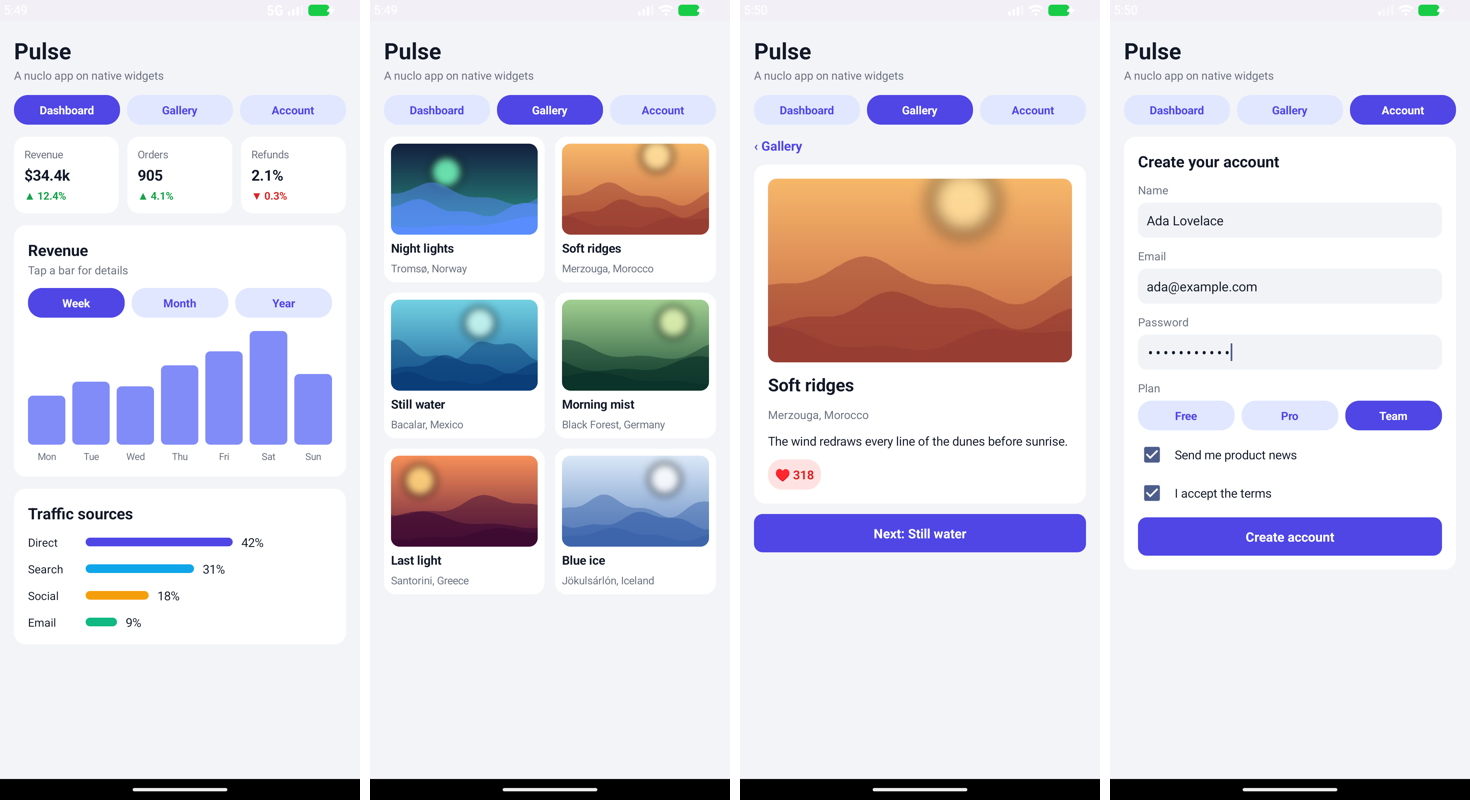 5:49 5G
Pulse
A nuclo app on native widgets
Dashboard Gallery Account
Revenue Orders Refunds
$34.4k 905 2.1%
▲ 12.4% ▲ 4.1% ▼ 0.3%
Revenue
Tap a bar for details
Week Month Year
Mon Tue Wed Thu Fri Sat Sun
Traffic sources
Direct 42%
Search 31%
Social 18%
Email 9%
5:49
Pulse
A nuclo app on native widgets
Dashboard Gallery Account
Night lights Soft ridges
Tromsø, Norway Merzouga, Morocco
Still water Morning mist
Bacalar, Mexico Black Forest, Germany
Last light Blue ice
Santorini, Greece Jökulsárlón, Iceland
5:50
Pulse
A nuclo app on native widgets
Dashboard Gallery Account
‹ Gallery
Soft ridges
Merzouga, Morocco
The wind redraws every line of the dunes before sunrise.
318
Next: Still water
5:50
Pulse
A nuclo app on native widgets
Dashboard Gallery Account
Create your account
Name
Ada Lovelace
Email
ada@example.com
Password
•••••••••••
Plan
Free Pro Team
Send me product news
I accept the terms
Create account